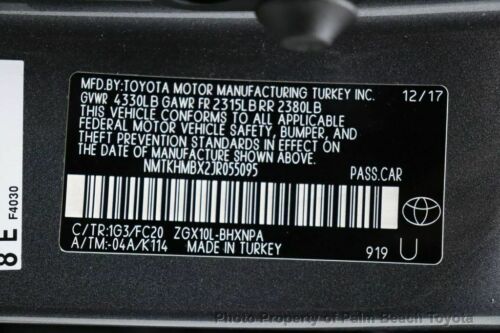 MFD.BY:TOYOTA MOTOR MANUFACTURING TURKEY INC.
12/17
GVWR 4330LB GAWR FR 2315LB RR 2380LB
THIS VEHICLE CONFORMS TO ALL APPLICABLE
FEDERAL MOTOR VEHICLE SAFETY, BUMPER, AND
THEFT PREVENTION STANDARDS IN EFFECT ON
THE DATE OF MANUFACTURE SHOWN ABOVE.
NMTKHMBX2JR055095
PASS.CAR
C/TR:1G3/FC20 ZGX10L-BHXNPA
A/TM:-04A/K114 MADE IN TURKEY
919 U
8 E F4030
Photo Property of Palm Beach Toyota